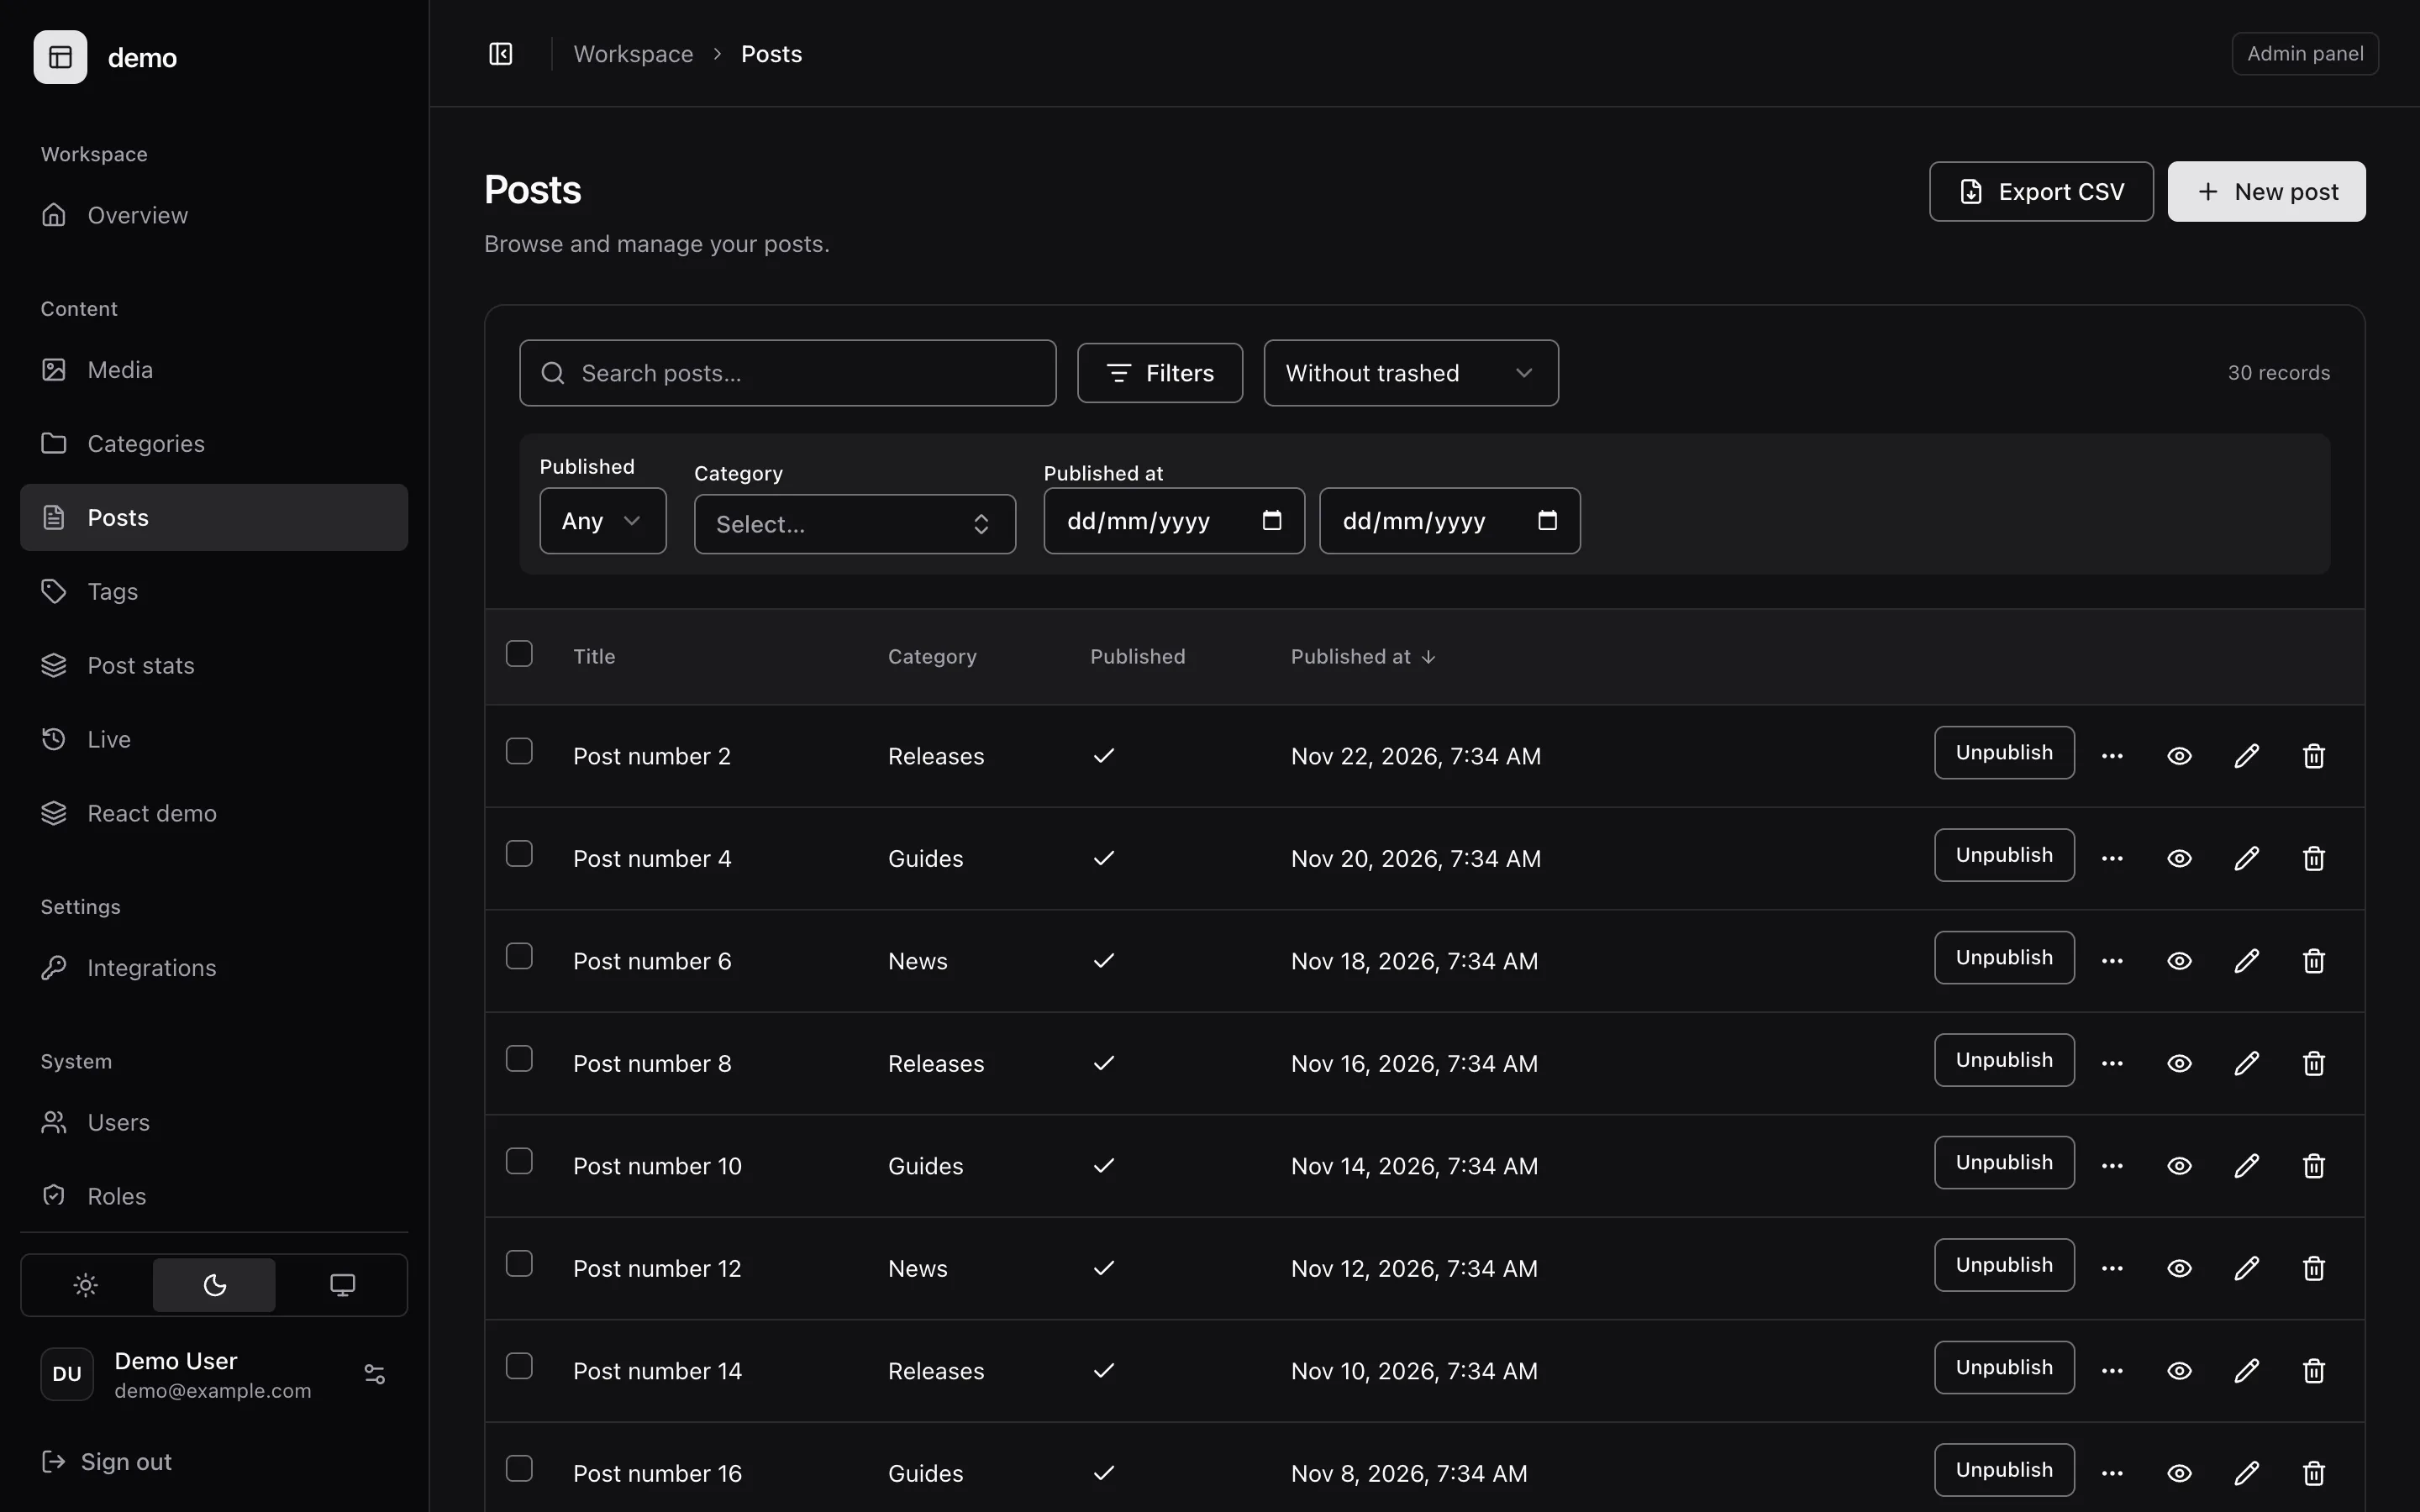 demo
Workspace
Overview
Content
Media
Categories
Posts
Tags
Post stats
Live
React demo
Settings
Integrations
System
Users
Roles
DU
Demo User
demo@example.com
Sign out
Workspace > Posts
Admin panel
Posts
Browse and manage your posts.
Export CSV
New post
Search posts...
Filters
Without trashed
30 records
Published
Any
Category
Select...
Published at
dd/mm/yyyy
dd/mm/yyyy
Title Category Published Published at
Post number 2 Releases Nov 22, 2026, 7:34 AM Unpublish
Post number 4 Guides Nov 20, 2026, 7:34 AM Unpublish
Post number 6 News Nov 18, 2026, 7:34 AM Unpublish
Post number 8 Releases Nov 16, 2026, 7:34 AM Unpublish
Post number 10 Guides Nov 14, 2026, 7:34 AM Unpublish
Post number 12 News Nov 12, 2026, 7:34 AM Unpublish
Post number 14 Releases Nov 10, 2026, 7:34 AM Unpublish
Post number 16 Guides Nov 8, 2026, 7:34 AM Unpublish